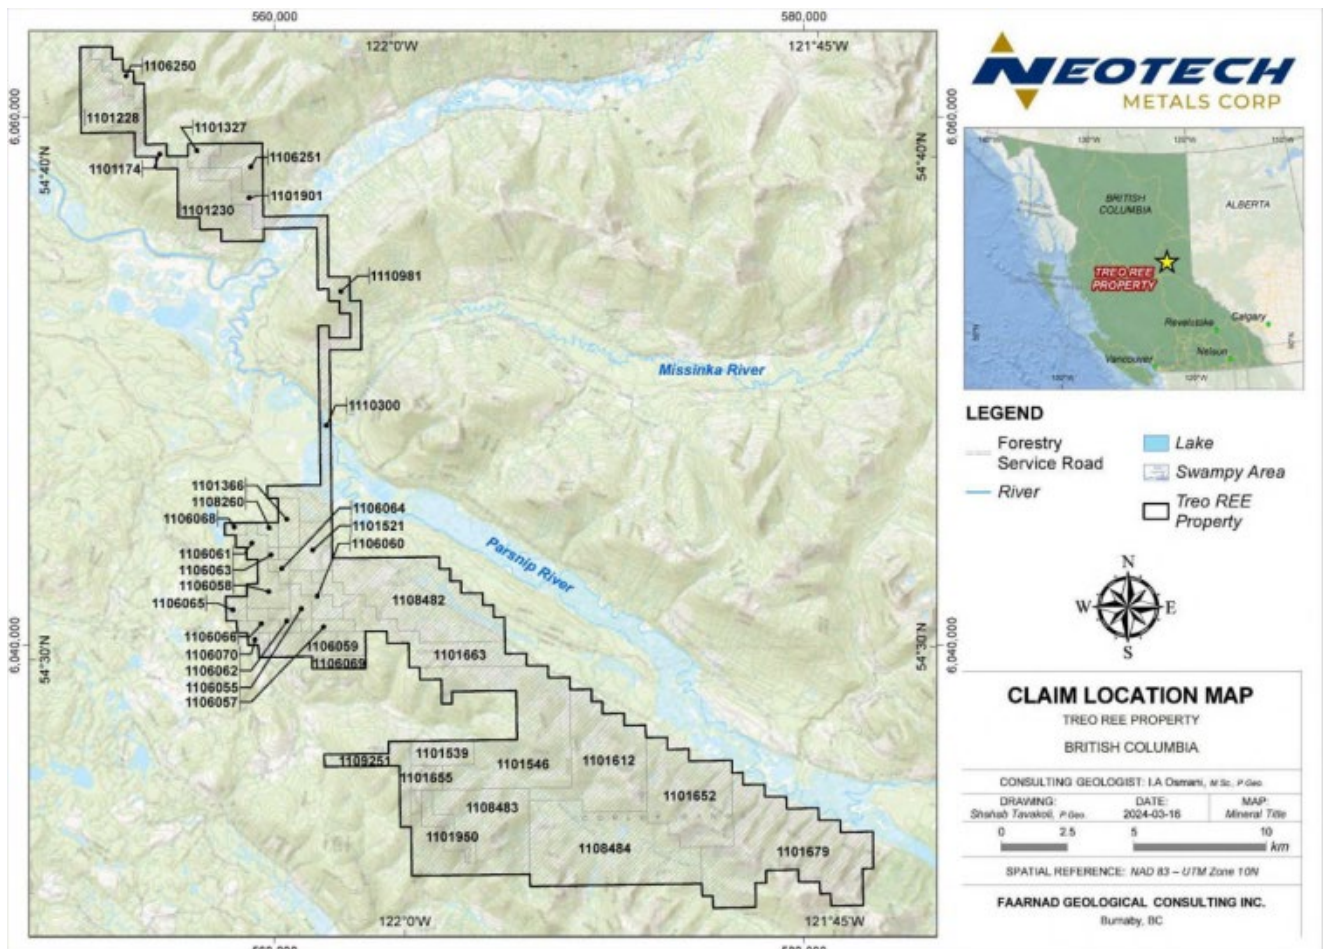 560,000
580,000
122°0'W
121°45'W
6,060,000
54°40'N
54°40'N
6,060,000
1106250
1101228
1101327
1101174
1106251
1101901
1101230
1110981
Missinka River
1110300
1101366
1108260
1106068
1106064
1101521
1106060
1106061
1106063
1106058
1106065
Parsnip River
1108482
1106066
1106070
1106062
1106055
1106057
1106059
1106069
1101663
6,040,000
54°30'N
54°30'N
6,040,000
1109251
1101539
1101655
1101546
1101612
1108483
1101652
1101950
1108484
1101679
122°0'W
121°45'W
NEOTECH
METALS CORP
120°W
BRITISH
COLUMBIA
ALBERTA
TREO REE
PROPERTY
Revelstoke
Calgary
Vancouver
Nelson
120°W
LEGEND
Forestry
Service Road
River
Lake
Swampy Area
Treo REE
Property
N
W
E
S
CLAIM LOCATION MAP
TREO REE PROPERTY
BRITISH COLUMBIA
CONSULTING GEOLOGIST: I.A Osmani, M.Sc., P.Geo.
DRAWING:
Shahab Tavakoli, P.Geo.
DATE:
2024-03-16
MAP:
Mineral Title
0 2.5 5 10
km
SPATIAL REFERENCE: NAD 83 – UTM Zone 10N
FAARNAD GEOLOGICAL CONSULTING INC.
Burnaby, BC